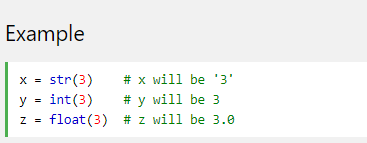 Example
x = str(3)    # x will be '3'
y = int(3)    # y will be 3
z = float(3)  # z will be 3.0